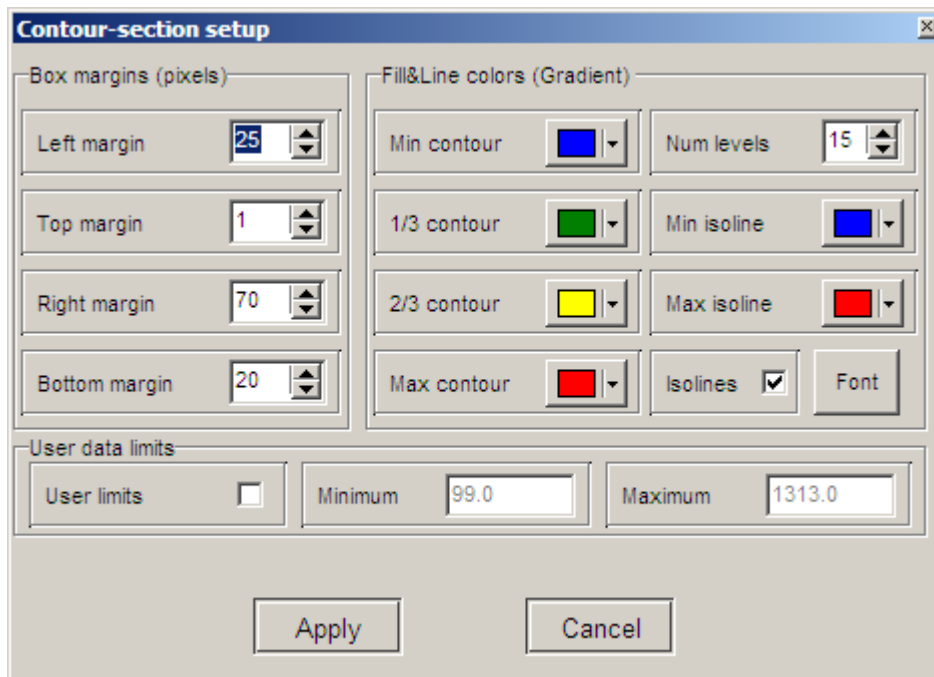 Contour-section setup
Box margins (pixels)
Left margin 25
Top margin 1
Right margin 70
Bottom margin 20
Fill&Line colors (Gradient)
Min contour
1/3 contour
2/3 contour
Max contour
Num levels 15
Min isoline
Max isoline
Isolines Font
User data limits
User limits Minimum 99.0 Maximum 1313.0
Apply Cancel